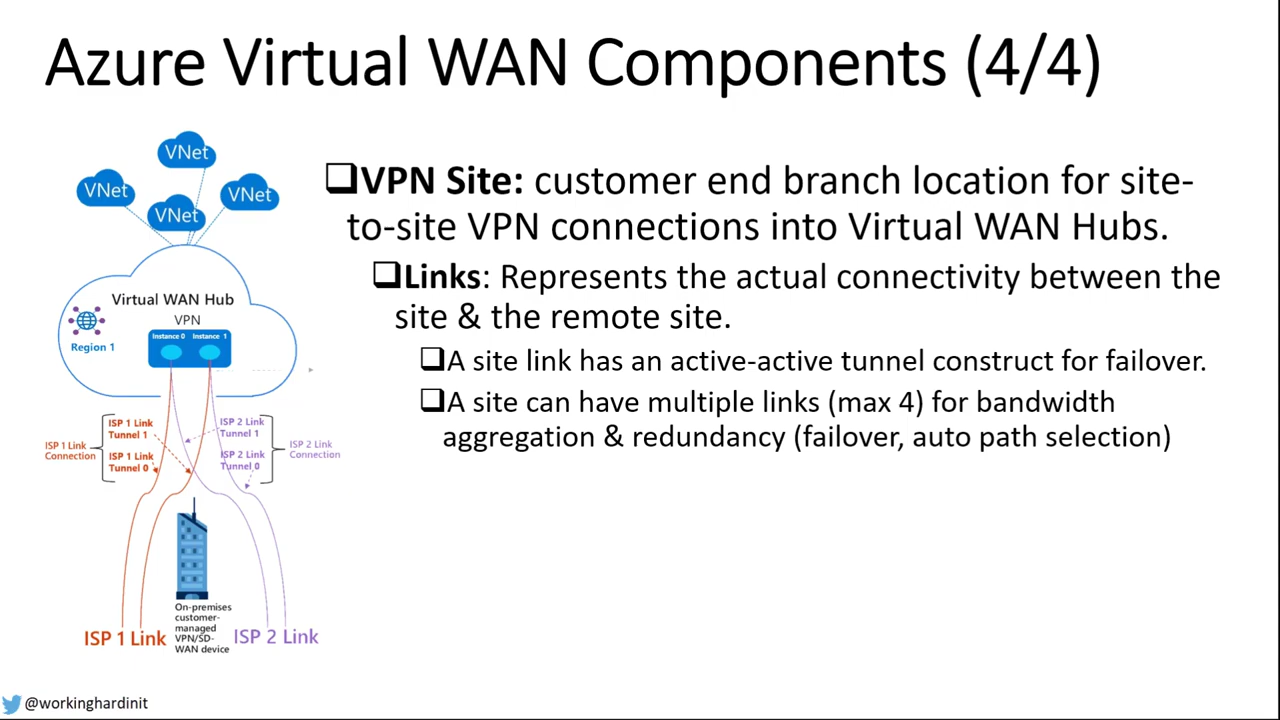 Azure Virtual WAN Components (4/4)
VNet
VNet
VNet
VNet
Virtual WAN Hub
VPN
Instance 0 Instance 1
Region 1
ISP 1 Link
Connection
ISP 1 Link
Tunnel 1
ISP 1 Link
Tunnel 0
ISP 2 Link
Tunnel 1
ISP 2 Link
Tunnel 0
ISP 2 Link
Connection
On-premises
customer-
managed
VPN/SD-
WAN device
ISP 1 Link
ISP 2 Link
VPN Site: customer end branch location for site-
to-site VPN connections into Virtual WAN Hubs.
Links: Represents the actual connectivity between the
site & the remote site.
A site link has an active-active tunnel construct for failover.
A site can have multiple links (max 4) for bandwidth
aggregation & redundancy (failover, auto path selection)
@workinghardinit